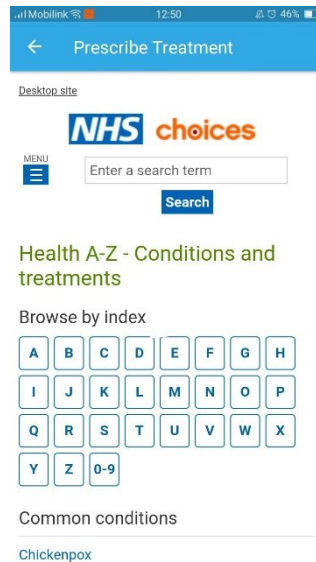 Mobilink 12:50 46%
Prescribe Treatment
Desktop site
NHS choices
MENU
Enter a search term
Search
Health A-Z - Conditions and
treatments
Browse by index
A B C D E F G H
I J K L M N O P
Q R S T U V W X
Y Z 0-9
Common conditions
Chickenpox